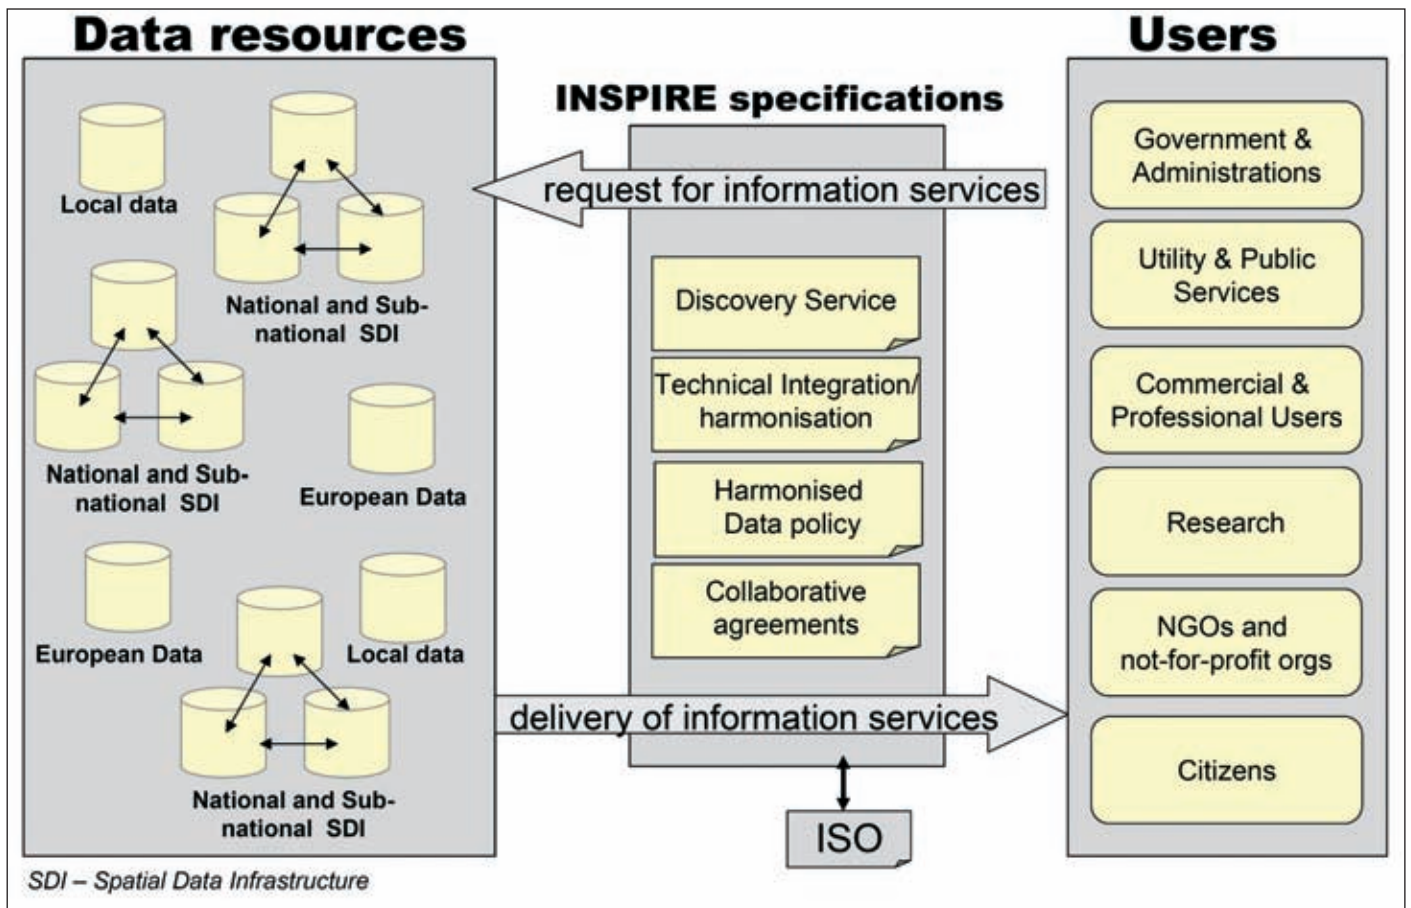 Data resources
Local data
National and Sub-
national SDI
National and Sub-
national SDI
European Data
European Data
Local data
National and Sub-
national SDI
SDI – Spatial Data Infrastructure
INSPIRE specifications
request for information services
Discovery Service
Technical Integration/
harmonisation
Harmonised
Data policy
Collaborative
agreements
delivery of information services
ISO
Users
Government &
Administrations
Utility & Public
Services
Commercial &
Professional Users
Research
NGOs and
not-for-profit orgs
Citizens